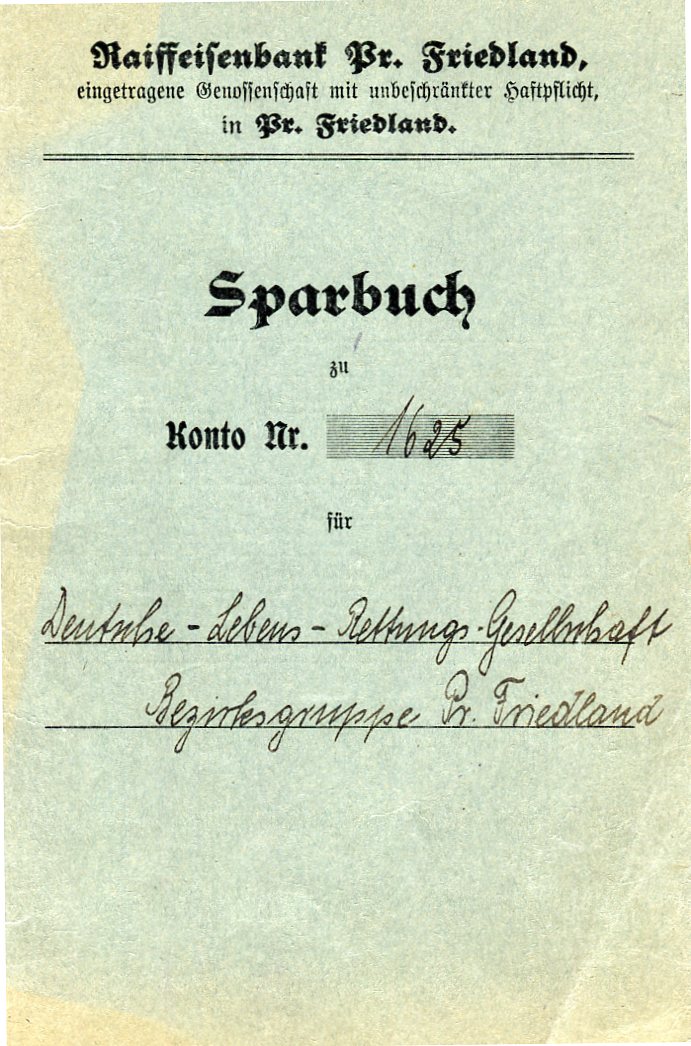 Raiffeisenbank Pr. Friedland,
eingetragene Genossenschaft mit unbeschränkter Haftpflicht,
in Pr. Friedland.
Sparbuch
zu
Konto Nr. 1625
für
Deutsche-Lebens-Rettungs-Gesellschaft
Bezirksgruppe Pr. Friedland